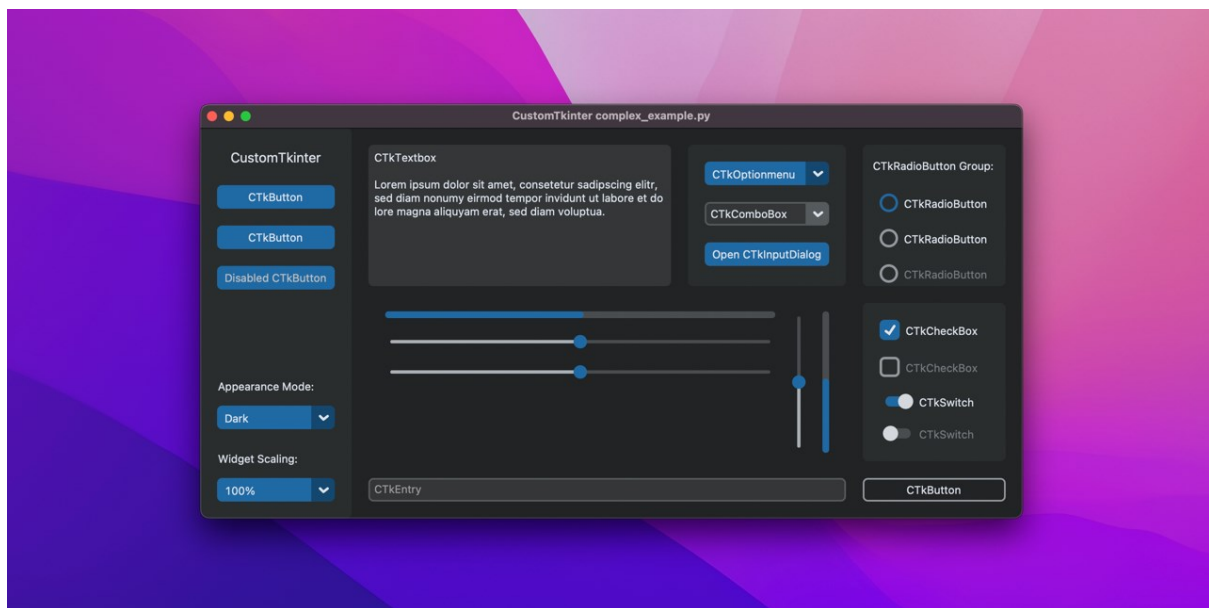 CustomTkinter complex_example.py
CustomTkinter
CTkButton
CTkButton
Disabled CTkButton
Appearance Mode:
Dark
Widget Scaling:
100%
CTkTextbox
Lorem ipsum dolor sit amet, consetetur sadipscing elitr,
sed diam nonumy eirmod tempor invidunt ut labore et do
lore magna aliquyam erat, sed diam voluptua.
CTkOptionmenu
CTkComboBox
Open CTkInputDialog
CTkRadioButton Group:
CTkRadioButton
CTkRadioButton
CTkRadioButton
CTkCheckBox
CTkCheckBox
CTkSwitch
CTkSwitch
CTkEntry
CTkButton